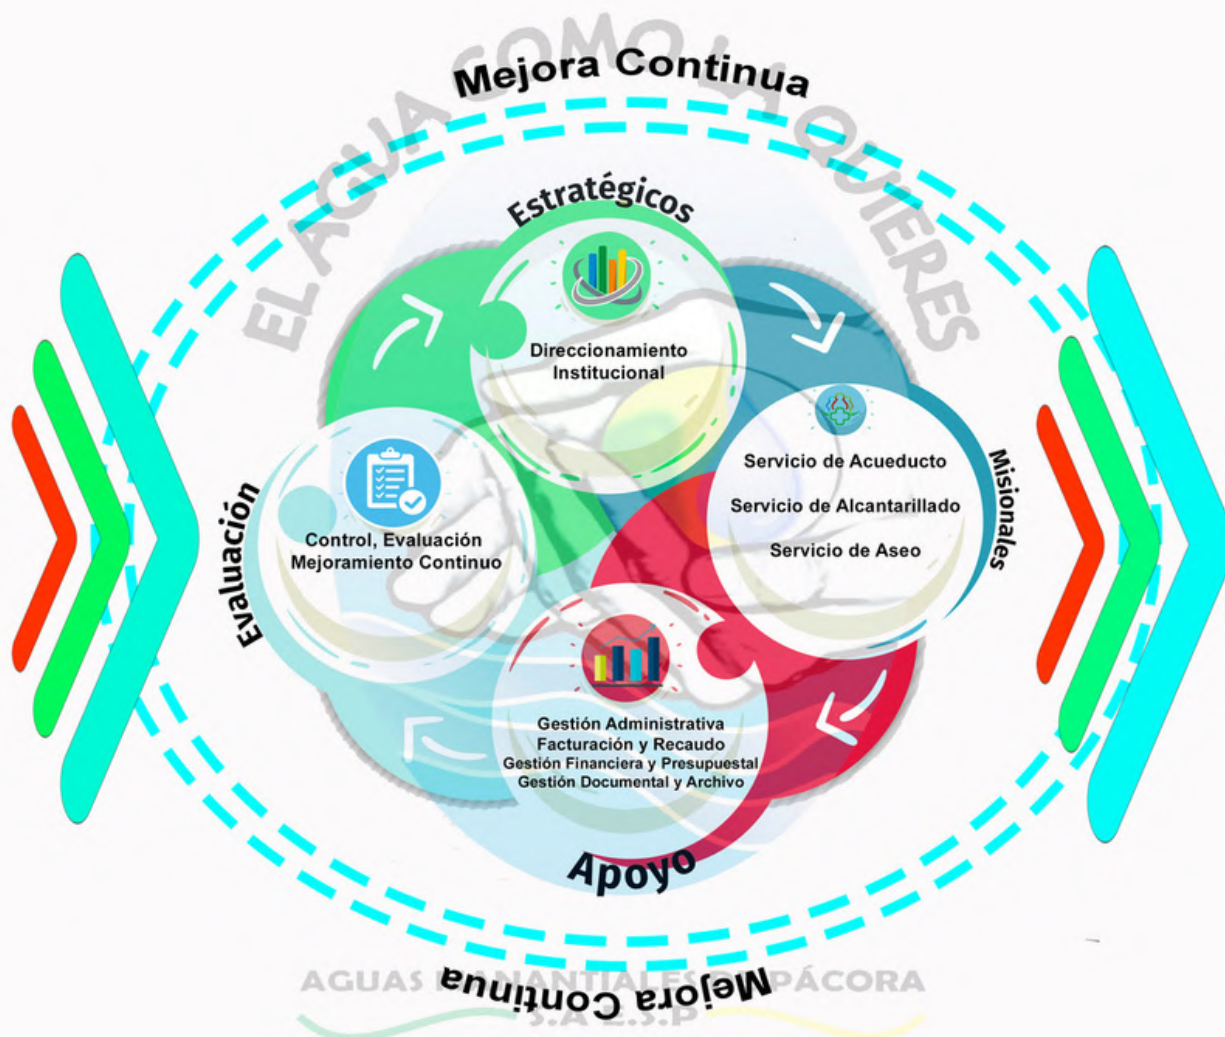 EL AGUA COMO LA QUIERES
Mejora Continua
Estratégicos
Direccionamiento
Institucional
Misionales
Servicio de Acueducto
Servicio de Alcantarillado
Servicio de Aseo
Evaluación
Control, Evaluación
Mejoramiento Continuo
Gestión Administrativa
Facturación y Recaudo
Gestión Financiera y Presupuestal
Gestión Documental y Archivo
Apoyo
Mejora Continua
AGUAS MANANTIALES DE PÁCORA
S.A E.S.P